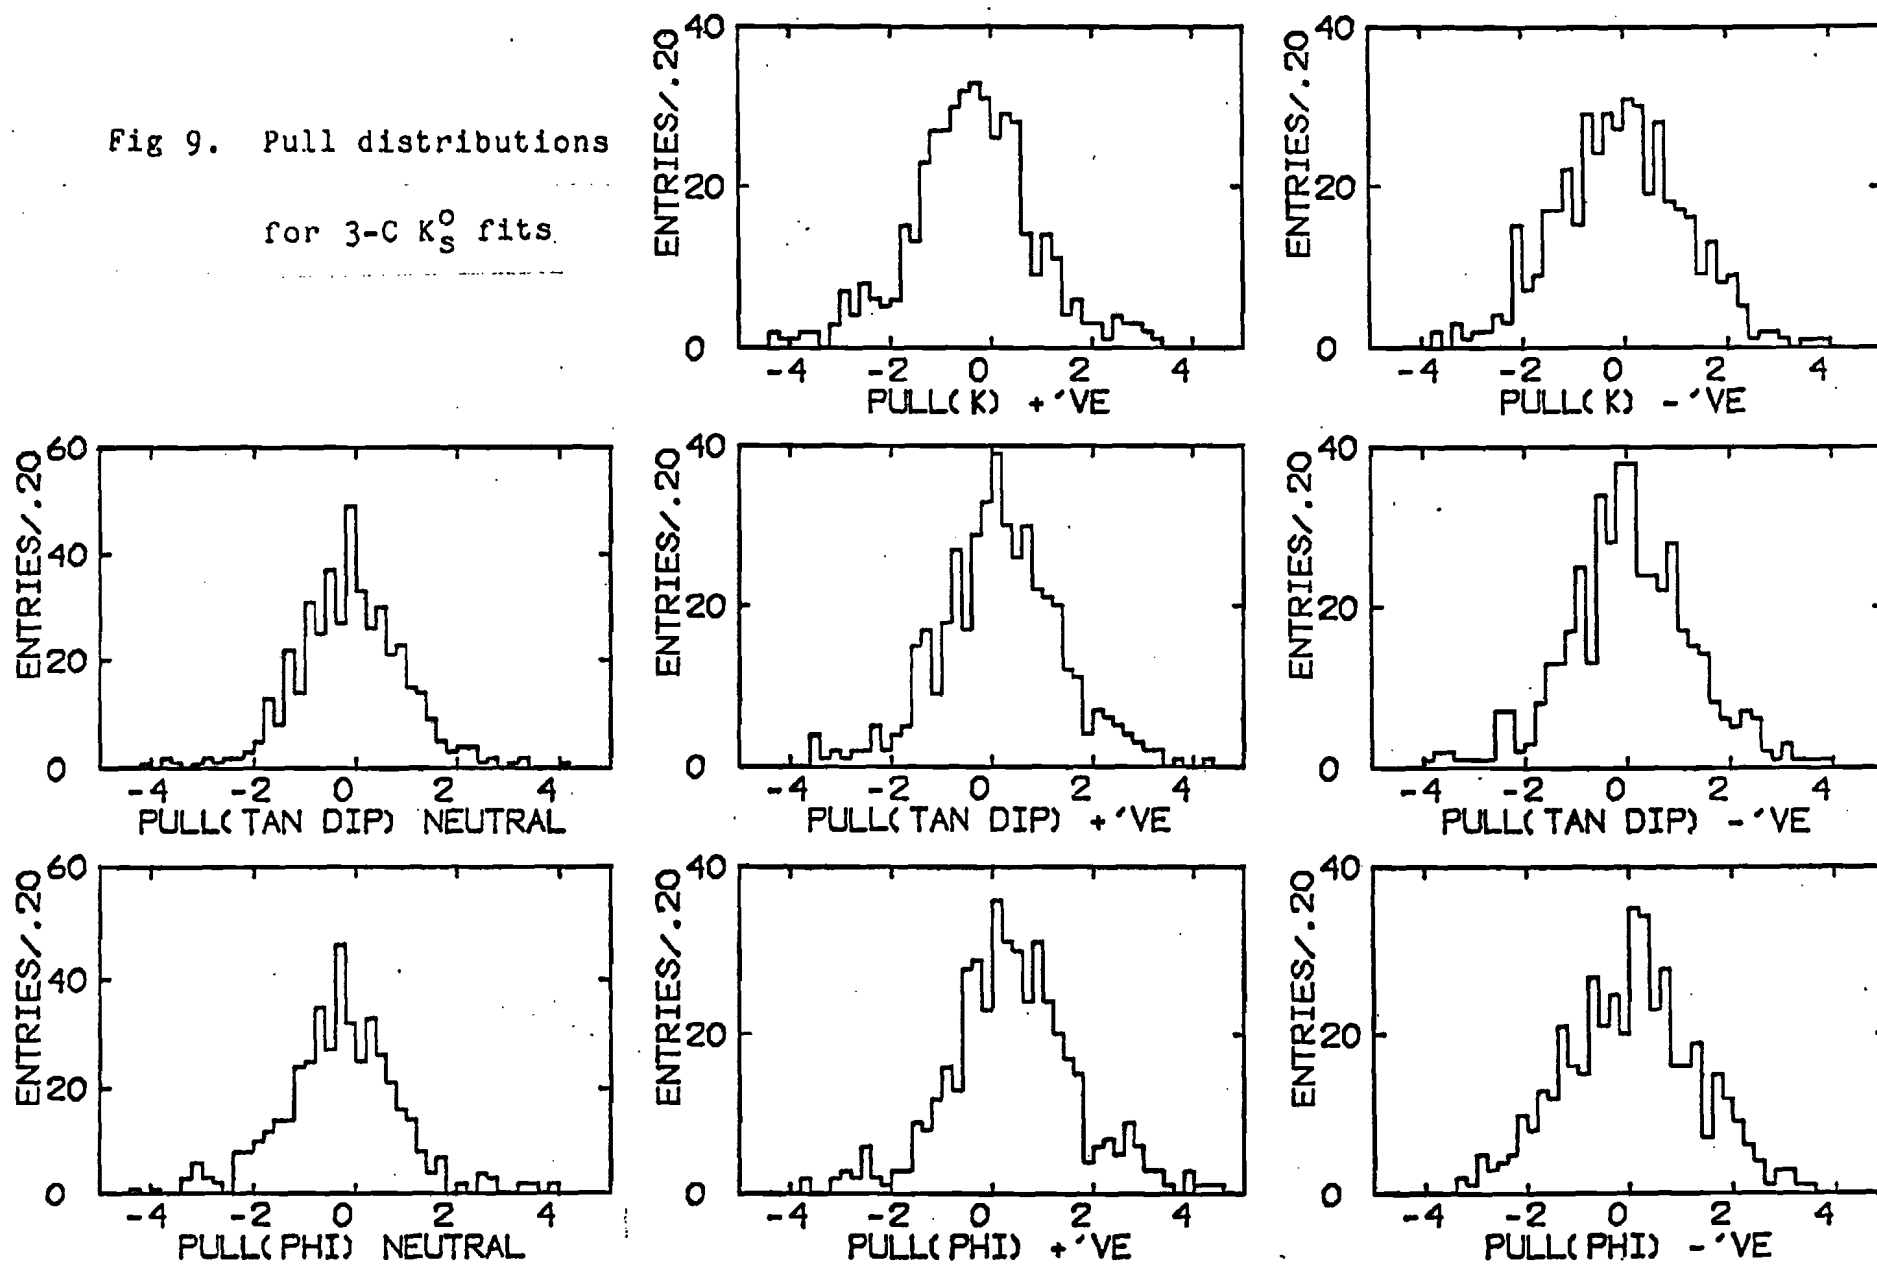 Fig 9. Pull distributions
for 3-C K⁰ₛ fits
ENTRIES/.20
40
20
0
-4 -2 0 2 4
PULL(K) +'VE
ENTRIES/.20
40
20
0
-4 -2 0 2 4
PULL(K) -'VE
ENTRIES/.20
60
40
20
0
-4 -2 0 2 4
PULL(TAN DIP) NEUTRAL
ENTRIES/.20
40
20
0
-4 -2 0 2 4
PULL(TAN DIP) +'VE
ENTRIES/.20
40
20
0
-4 -2 0 2 4
PULL(TAN DIP) -'VE
ENTRIES/.20
60
40
20
0
-4 -2 0 2 4
PULL(PHI) NEUTRAL
ENTRIES/.20
40
20
0
-4 -2 0 2 4
PULL(PHI) +'VE
ENTRIES/.20
40
20
0
-4 -2 0 2 4
PULL(PHI) -'VE